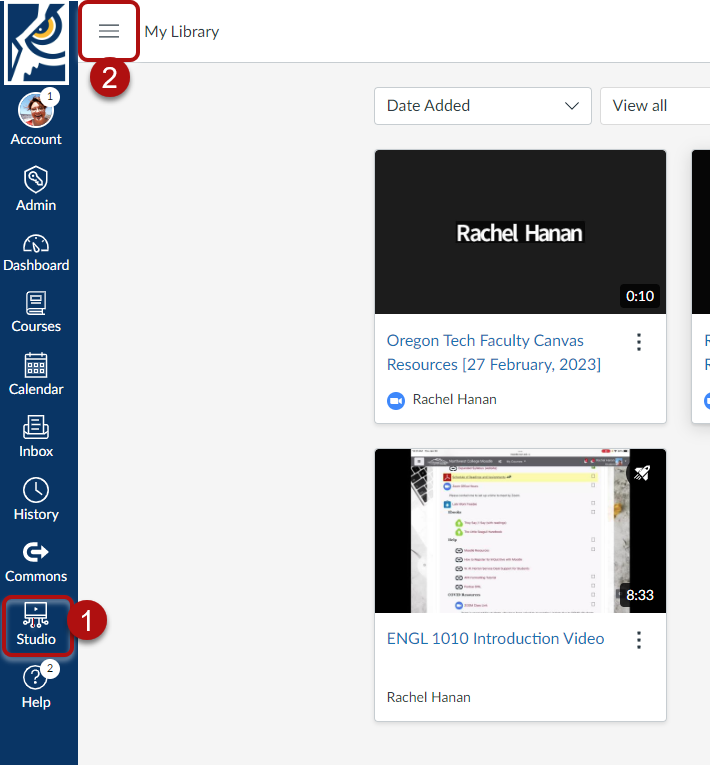 My Library
2
1
Account
Admin
Dashboard
Courses
Calendar
Inbox
History
Commons
Studio
1
2
Help
Date Added
View all
Rachel Hanan
0:10
Oregon Tech Faculty Canvas
Resources [27 February, 2023]
Rachel Hanan
8:33
ENGL 1010 Introduction Video
Rachel Hanan